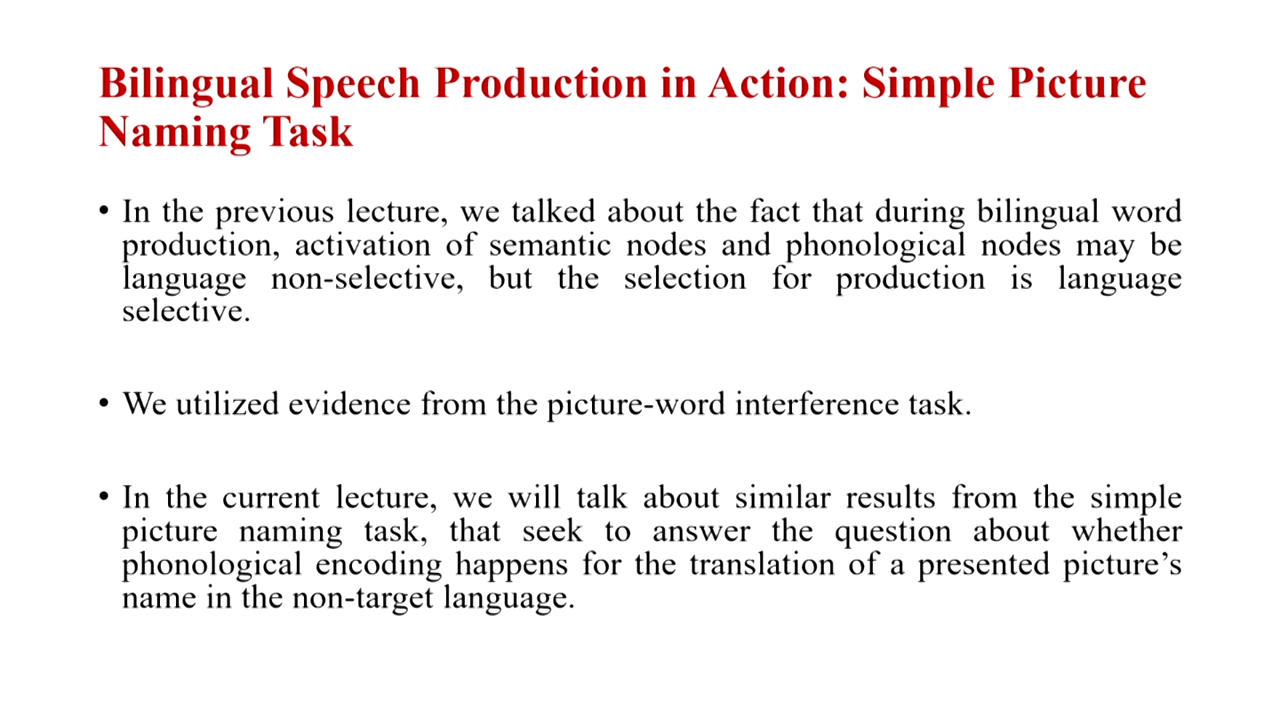 Bilingual Speech Production in Action: Simple Picture
Naming Task
• In the previous lecture, we talked about the fact that during bilingual word
production, activation of semantic nodes and phonological nodes may be
language non-selective, but the selection for production is language
selective.
• We utilized evidence from the picture-word interference task.
• In the current lecture, we will talk about similar results from the simple
picture naming task, that seek to answer the question about whether
phonological encoding happens for the translation of a presented picture’s
name in the non-target language.